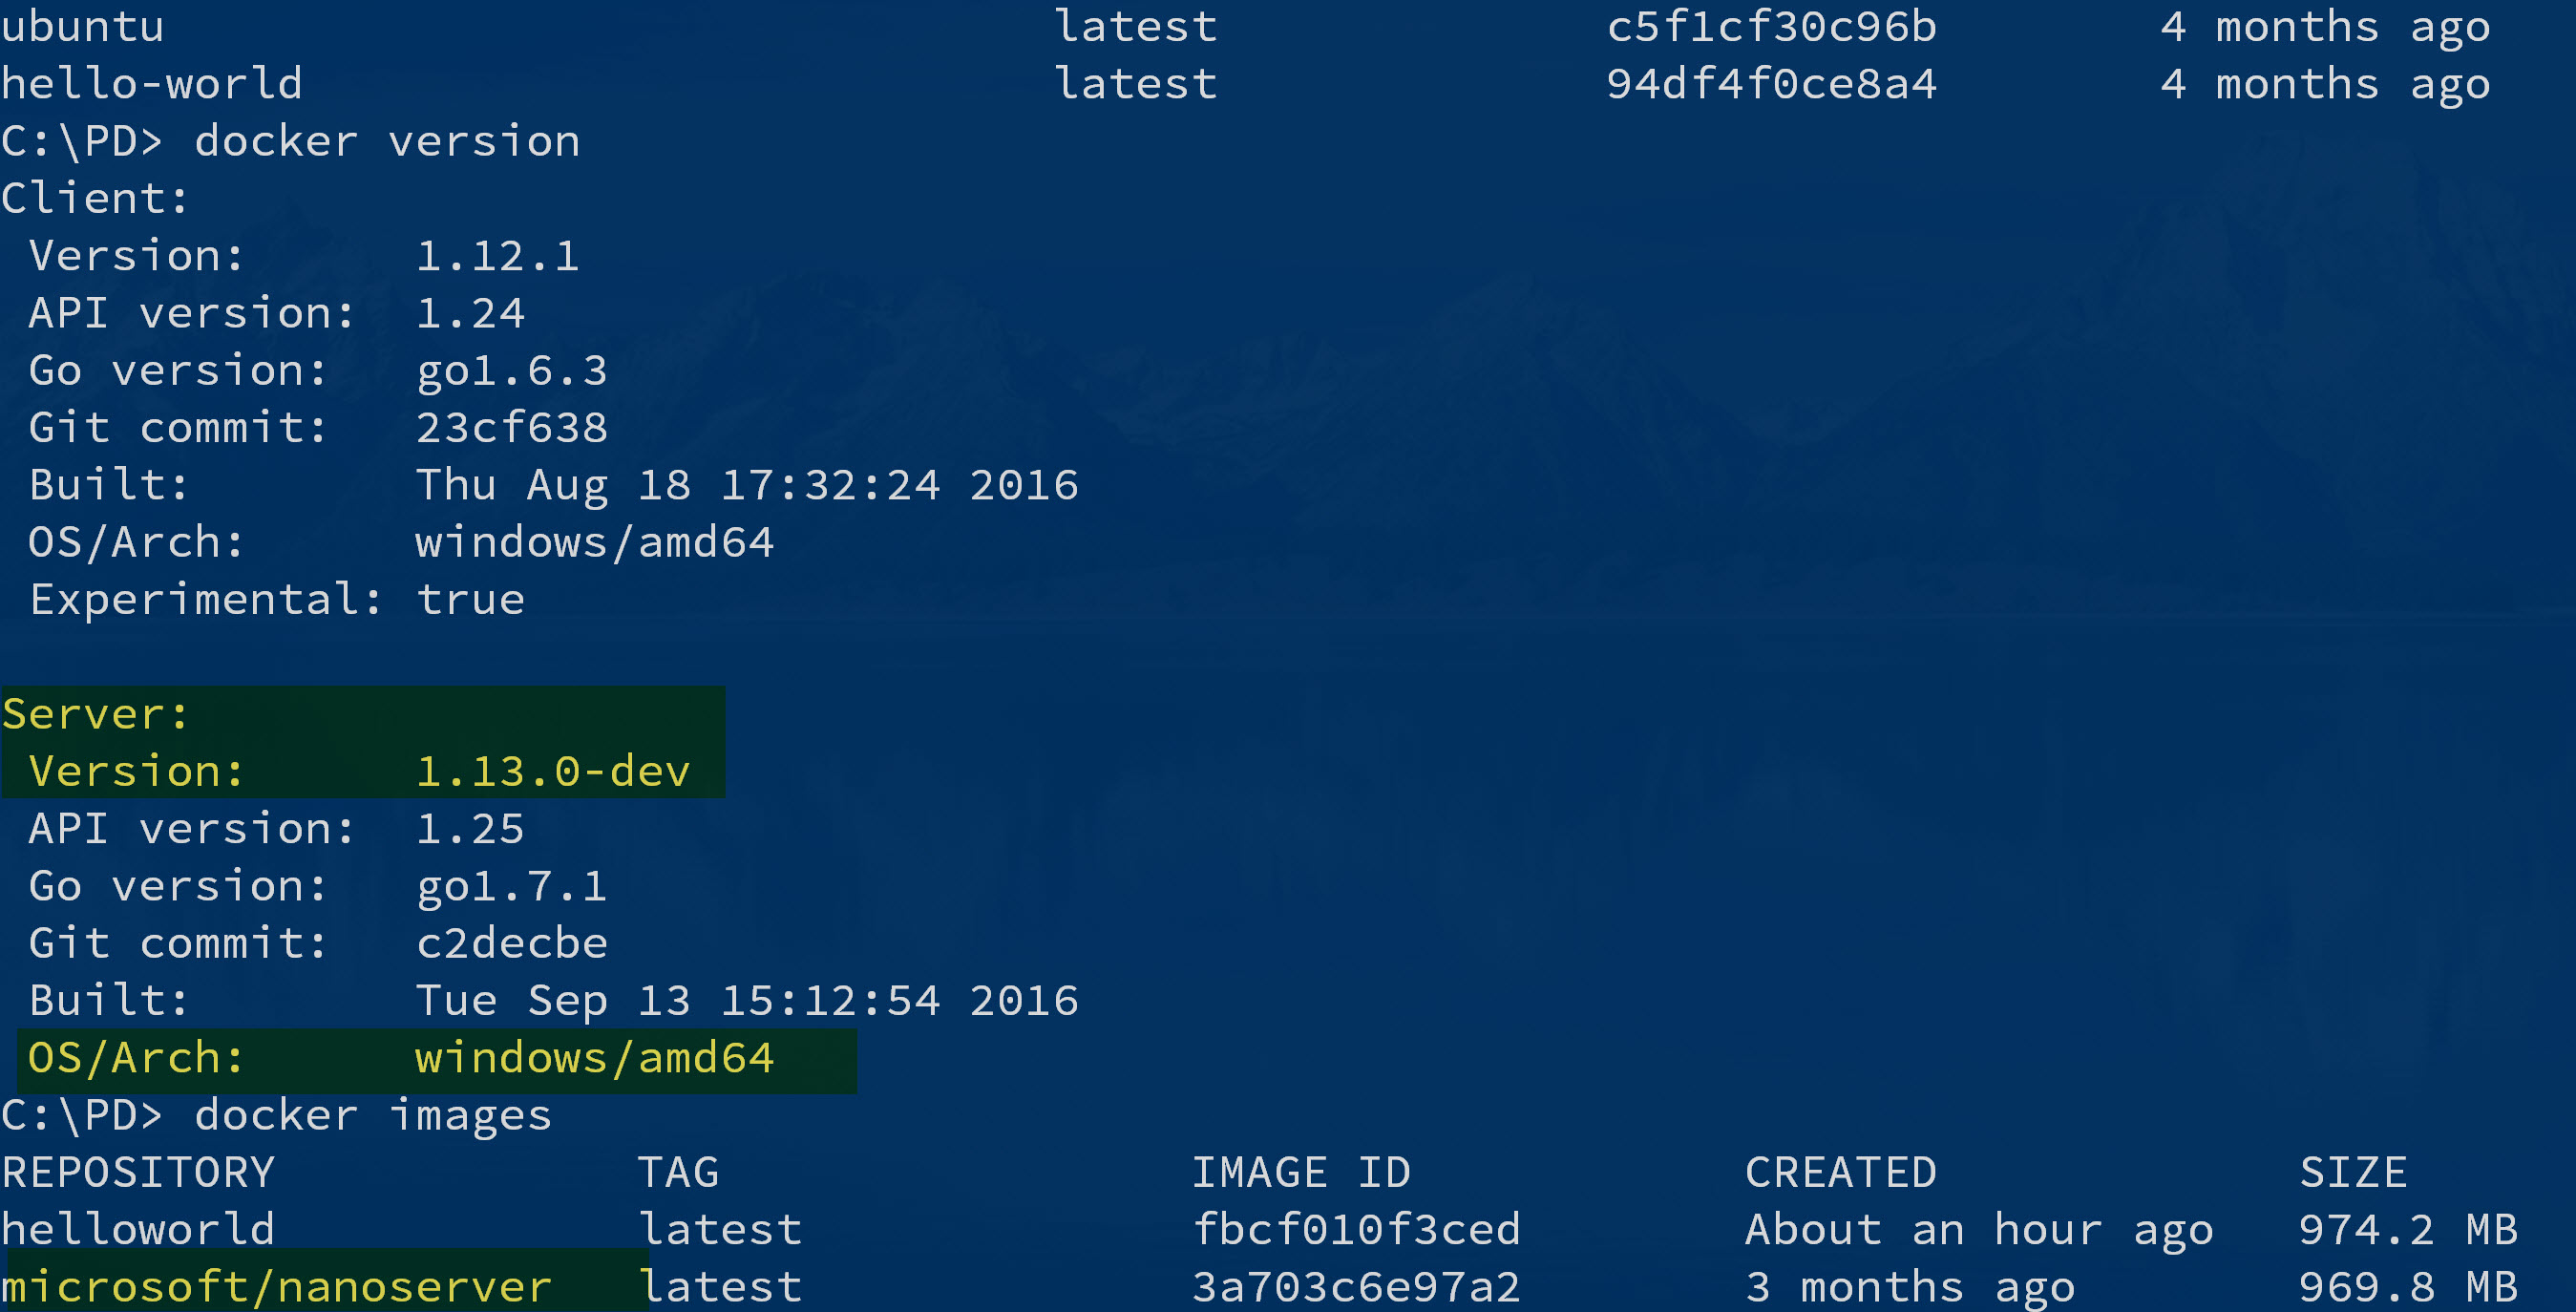 ubuntu latest c5f1cf30c96b 4 months ago
hello-world latest 94df4f0ce8a4 4 months ago
C:\PD> docker version
Client:
Version: 1.12.1
API version: 1.24
Go version: go1.6.3
Git commit: 23cf638
Built: Thu Aug 18 17:32:24 2016
OS/Arch: windows/amd64
Experimental: true
Server:
Version: 1.13.0-dev
API version: 1.25
Go version: go1.7.1
Git commit: c2decbe
Built: Tue Sep 13 15:12:54 2016
OS/Arch: windows/amd64
C:\PD> docker images
REPOSITORY TAG IMAGE ID CREATED SIZE
helloworld latest fbcf010f3ced About an hour ago 974.2 MB
microsoft/nanoserver latest 3a703c6e97a2 3 months ago 969.8 MB